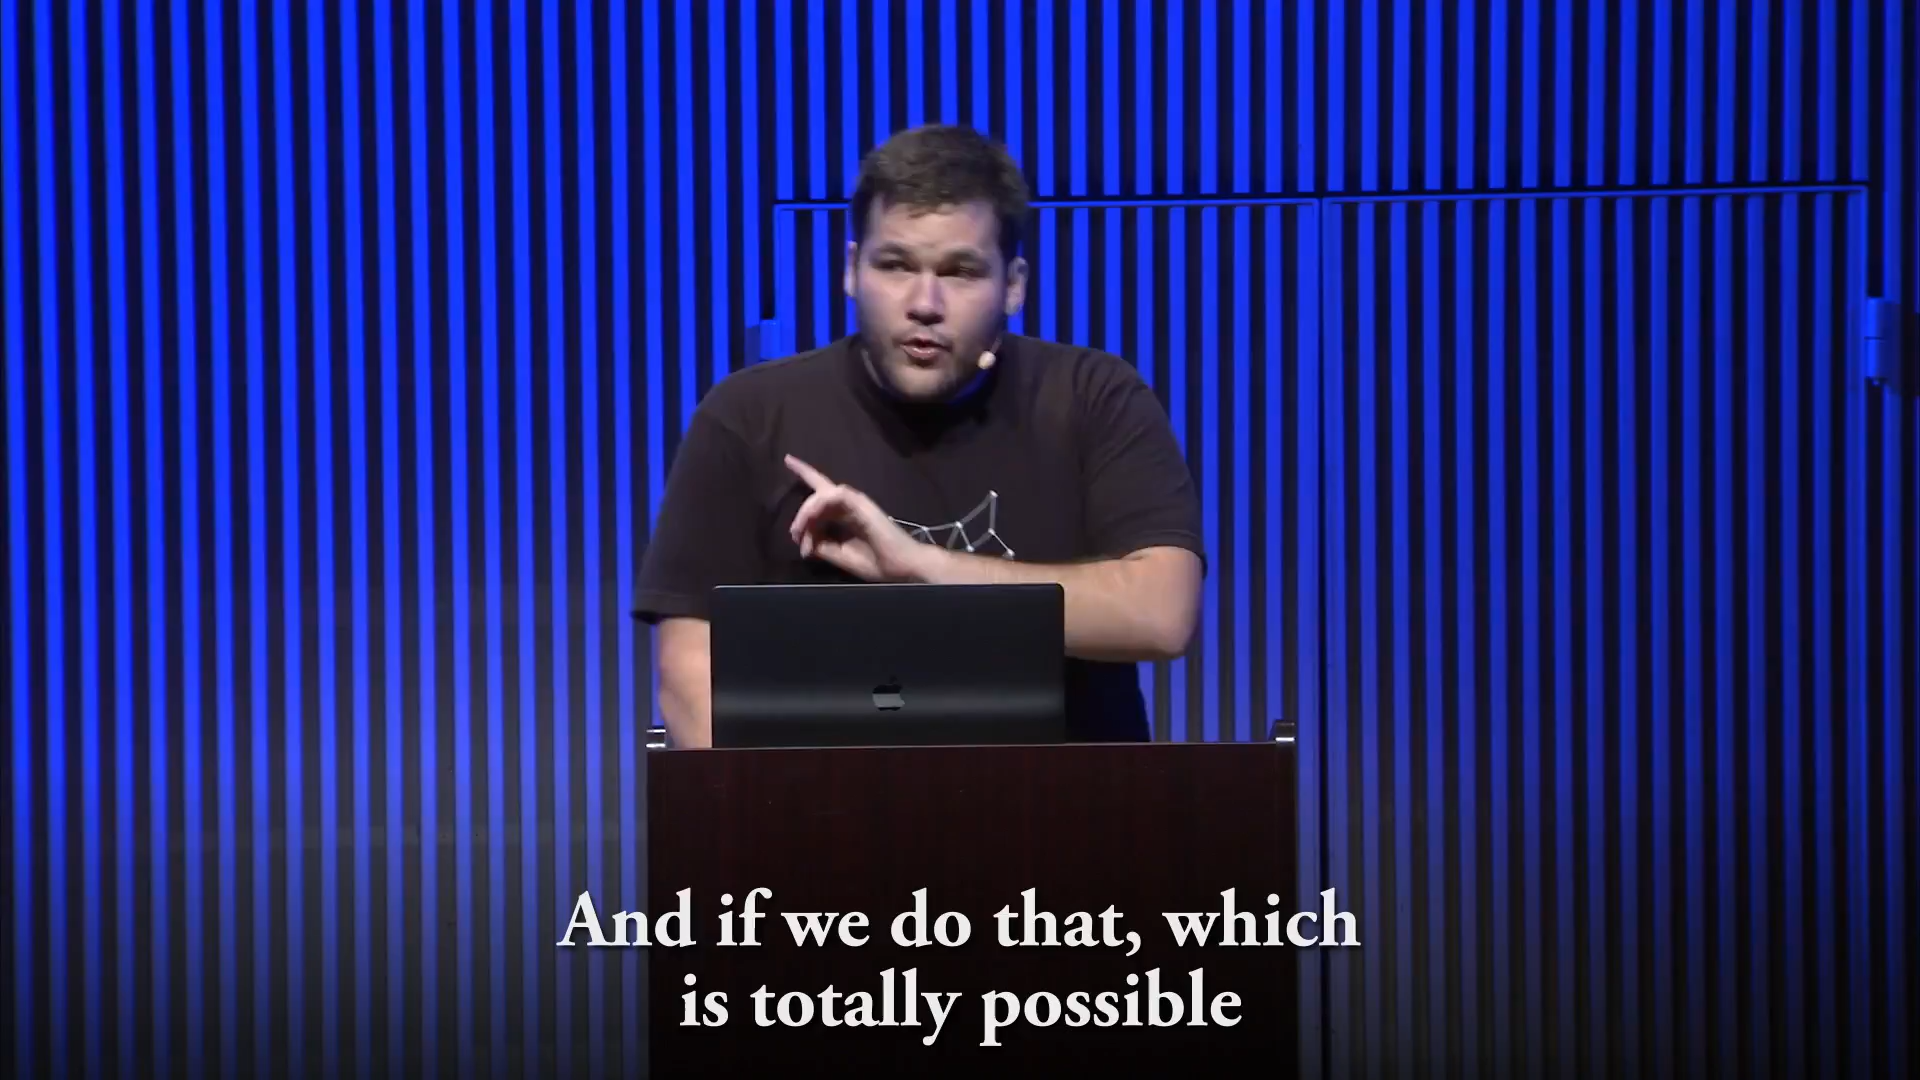 And if we do that, which
is totally possible